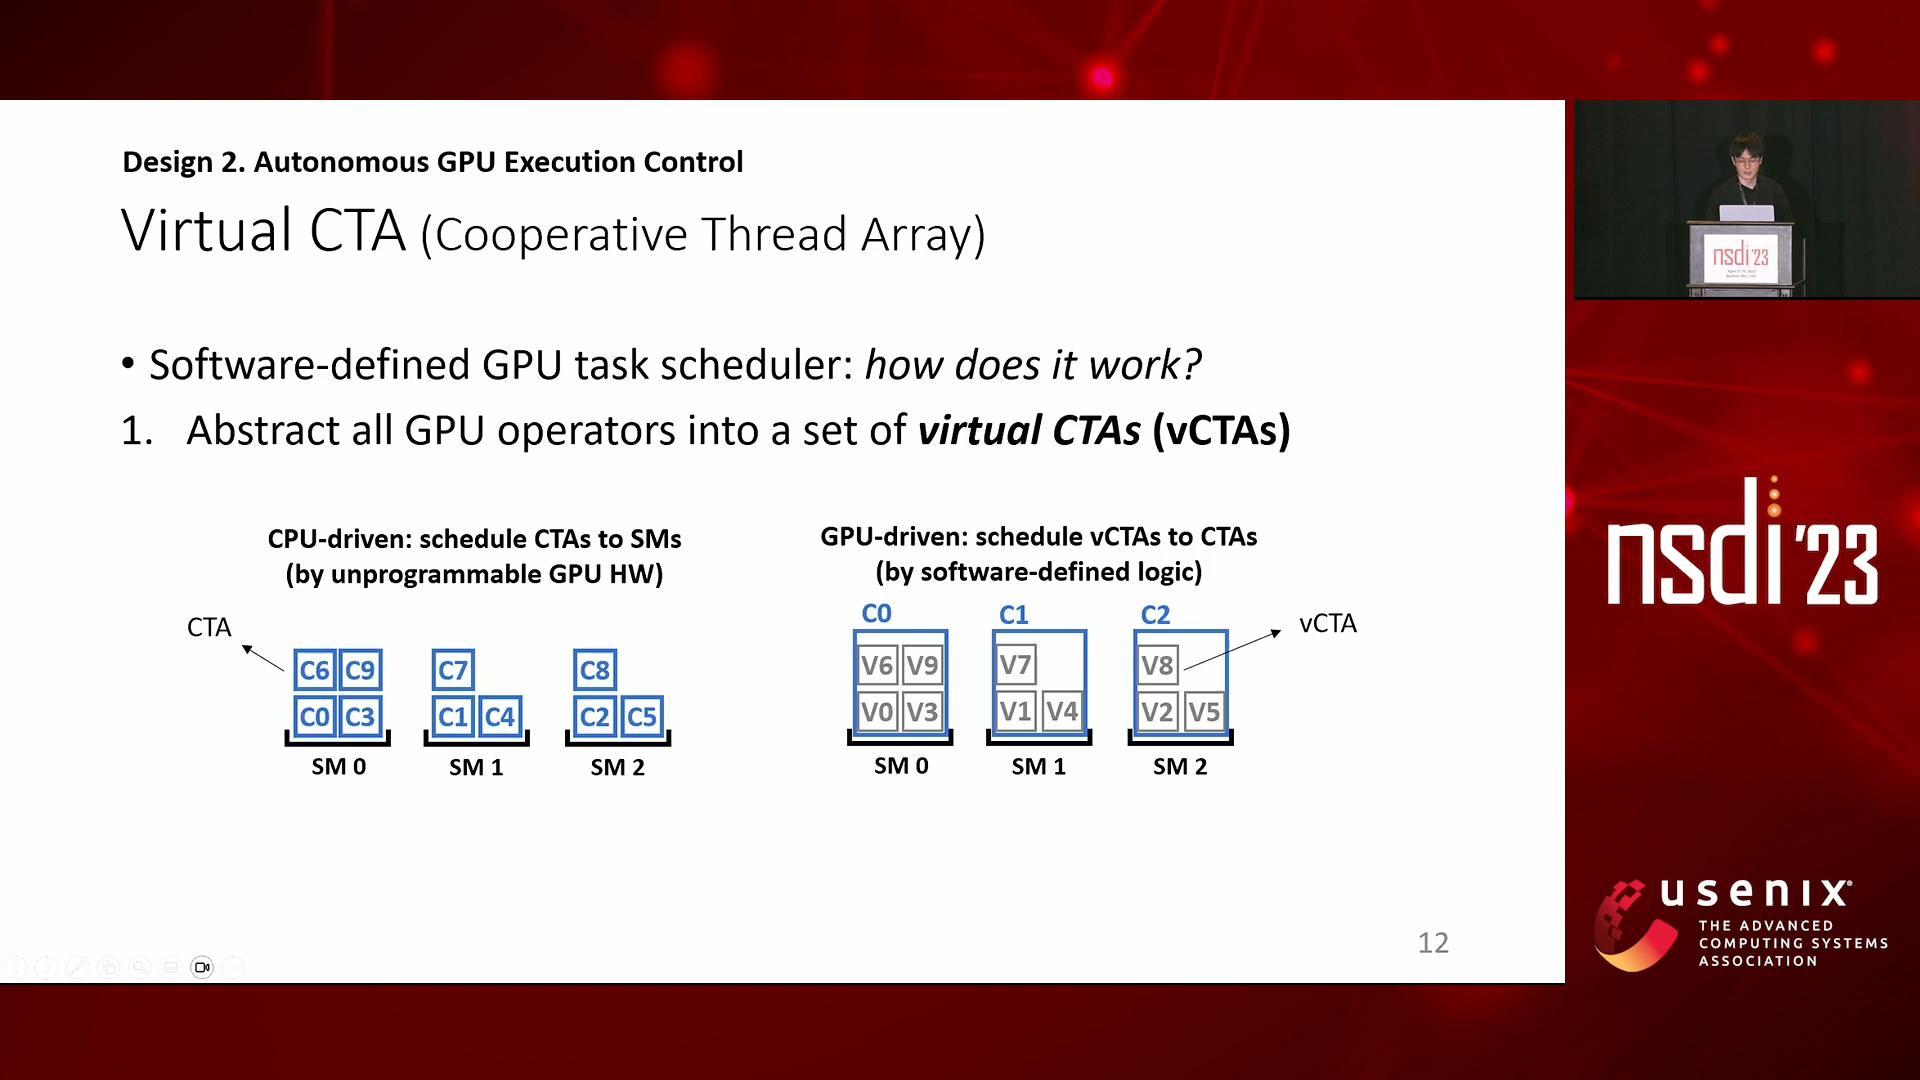 Design 2. Autonomous GPU Execution Control
Virtual CTA (Cooperative Thread Array)
• Software-defined GPU task scheduler: how does it work?
1. Abstract all GPU operators into a set of virtual CTAs (vCTAs)
CPU-driven: schedule CTAs to SMs
(by unprogrammable GPU HW)
CTA
C6 C9
C0 C3
SM 0
C7
C1 C4
SM 1
C8
C2 C5
SM 2
GPU-driven: schedule vCTAs to CTAs
(by software-defined logic)
C0
V6 V9
V0 V3
SM 0
C1
V7
V1 V4
SM 1
C2
V8
V2 V5
SM 2
vCTA
12
nsdi'23
nsdi '23
usenix
THE ADVANCED
COMPUTING SYSTEMS
ASSOCIATION